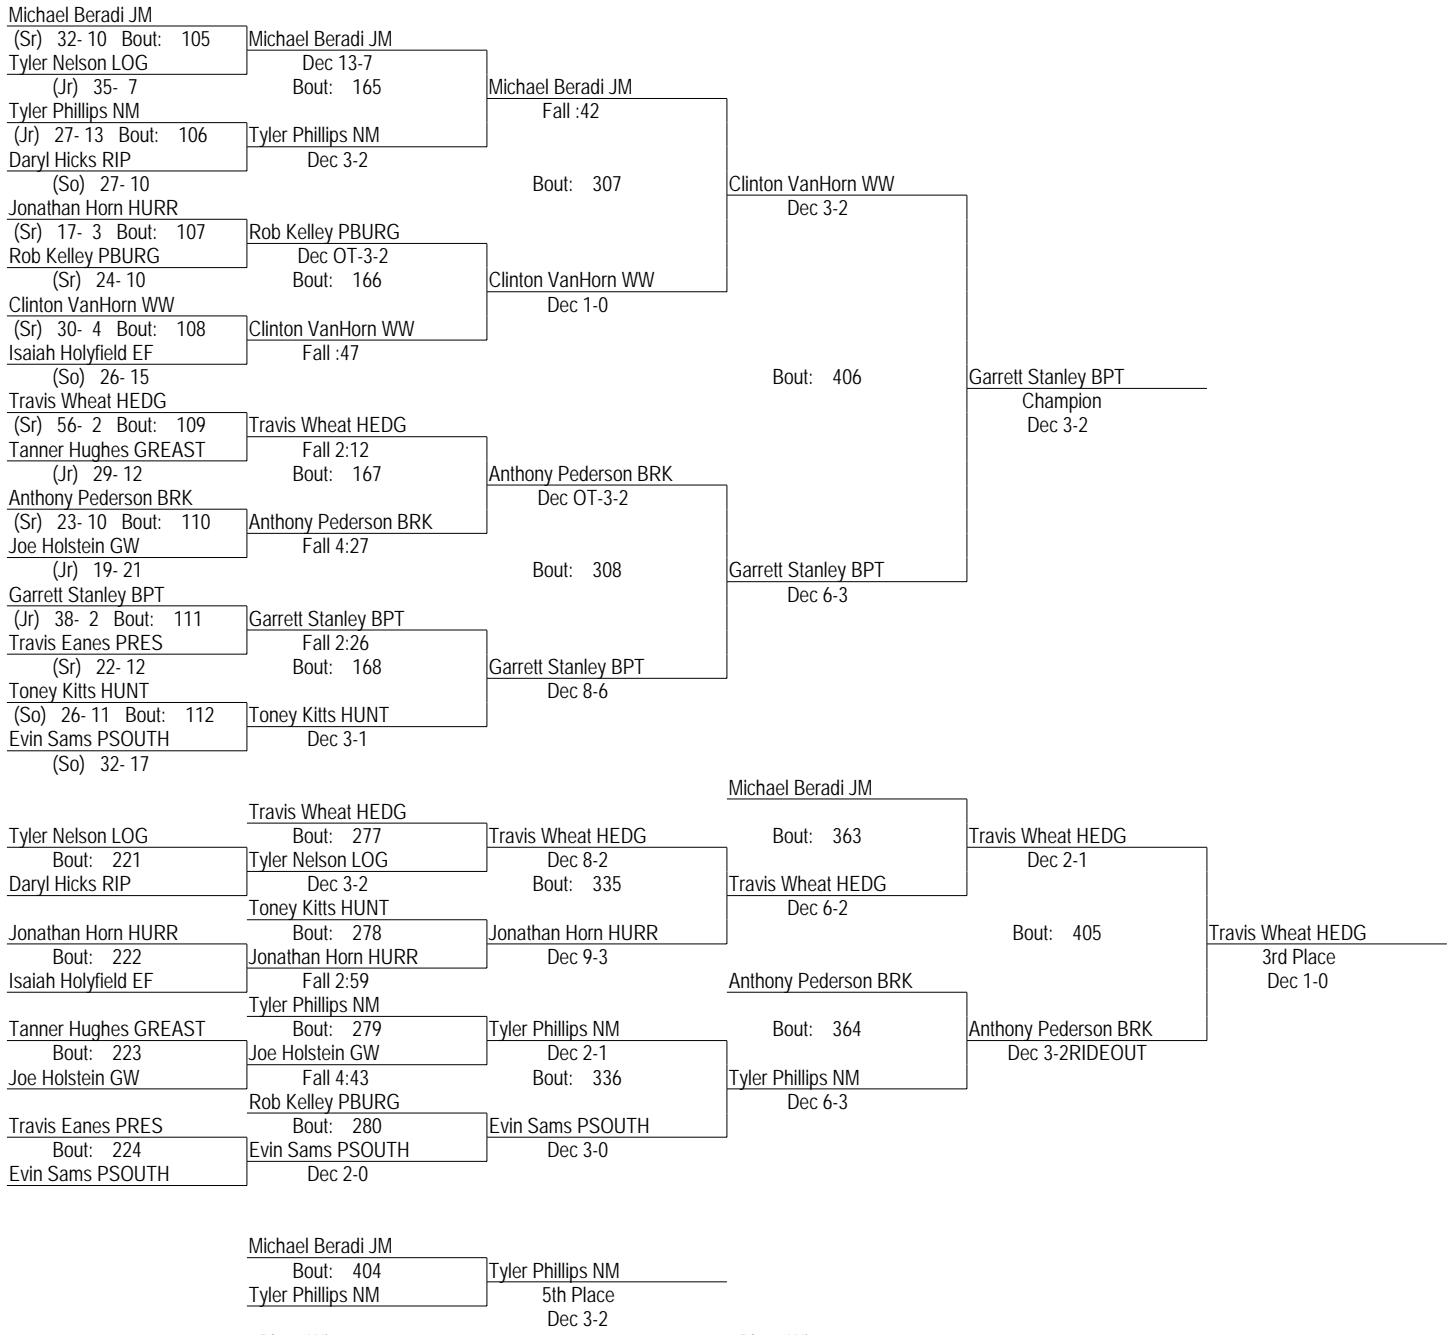 Michael Beradi JM
(Sr) 32- 10 Bout: 105 Michael Beradi JM
Tyler Nelson LOG Dec 13-7
(Jr) 35- 7 Bout: 165 Michael Beradi JM
Tyler Phillips NM Fall :42
(Jr) 27- 13 Bout: 106 Tyler Phillips NM
Daryl Hicks RIP Dec 3-2
(So) 27- 10 Bout: 307 Clinton VanHorn WW
Jonathan Horn HURR Dec 3-2
(Sr) 17- 3 Bout: 107 Rob Kelley PBURG
Rob Kelley PBURG Dec OT-3-2
(Sr) 24- 10 Bout: 166 Clinton VanHorn WW
Clinton VanHorn WW Dec 1-0
(Sr) 30- 4 Bout: 108 Clinton VanHorn WW
Isaiah Holyfield EF Fall :47
(So) 26- 15 Bout: 406 Garrett Stanley BPT
Travis Wheat HEDG Champion
(Sr) 56- 2 Bout: 109 Travis Wheat HEDG Dec 3-2
Tanner Hughes GREAST Fall 2:12
(Jr) 29- 12 Bout: 167 Anthony Pederson BRK
Anthony Pederson BRK Dec OT-3-2
(Sr) 23- 10 Bout: 110 Anthony Pederson BRK
Joe Holstein GW Fall 4:27
(Jr) 19- 21 Bout: 308 Garrett Stanley BPT
Garrett Stanley BPT Dec 6-3
(Jr) 38- 2 Bout: 111 Garrett Stanley BPT
Travis Eanes PRES Fall 2:26
(Sr) 22- 12 Bout: 168 Garrett Stanley BPT
Toney Kitts HUNT Dec 8-6
(So) 26- 11 Bout: 112 Toney Kitts HUNT
Evin Sams PSOUTH Dec 3-1
(So) 32- 17
Michael Beradi JM
Travis Wheat HEDG
Tyler Nelson LOG Bout: 277 Travis Wheat HEDG Bout: 363 Travis Wheat HEDG
Bout: 221 Tyler Nelson LOG Dec 8-2 Dec 2-1
Daryl Hicks RIP Dec 3-2 Bout: 335 Travis Wheat HEDG
Toney Kitts HUNT Dec 6-2
Jonathan Horn HURR Bout: 278 Jonathan Horn HURR Bout: 405 Travis Wheat HEDG
Bout: 222 Jonathan Horn HURR Dec 9-3 3rd Place
Isaiah Holyfield EF Fall 2:59 Anthony Pederson BRK Dec 1-0
Tyler Phillips NM
Tanner Hughes GREAST Bout: 279 Tyler Phillips NM Bout: 364 Anthony Pederson BRK
Bout: 223 Joe Holstein GW Dec 2-1 Dec 3-2RIDEOUT
Joe Holstein GW Fall 4:43 Bout: 336 Tyler Phillips NM
Rob Kelley PBURG Dec 6-3
Travis Eanes PRES Bout: 280 Evin Sams PSOUTH
Bout: 224 Evin Sams PSOUTH Dec 3-0
Evin Sams PSOUTH Dec 2-0
Michael Beradi JM
Bout: 404 Tyler Phillips NM
Tyler Phillips NM 5th Place
Dec 3-2